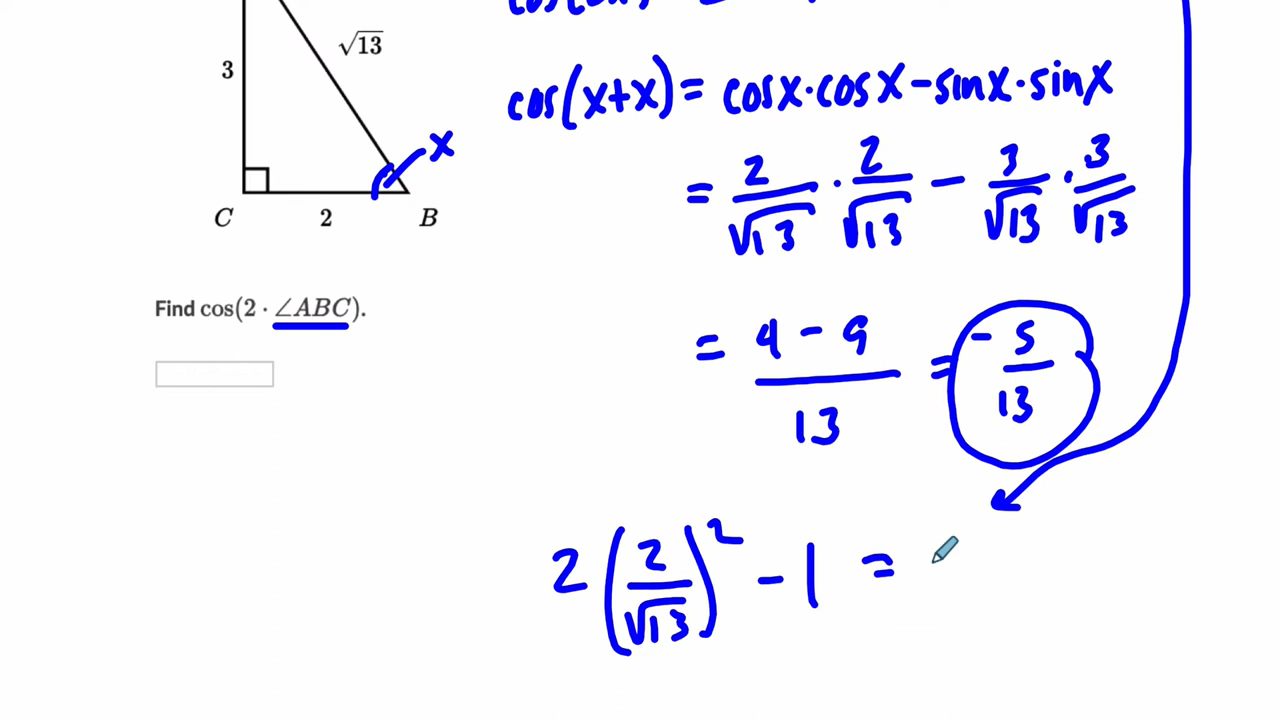 √13
3
x
C 2 B
Find cos(2 · ∠ABC).
cos(x+x) = cosx·cosx-sinx·sinx
= 2/√13 · 2/√13 - 3/√13 · 3/√13
= 4-9/13 = -5/13
2(2/√13)² - 1 =